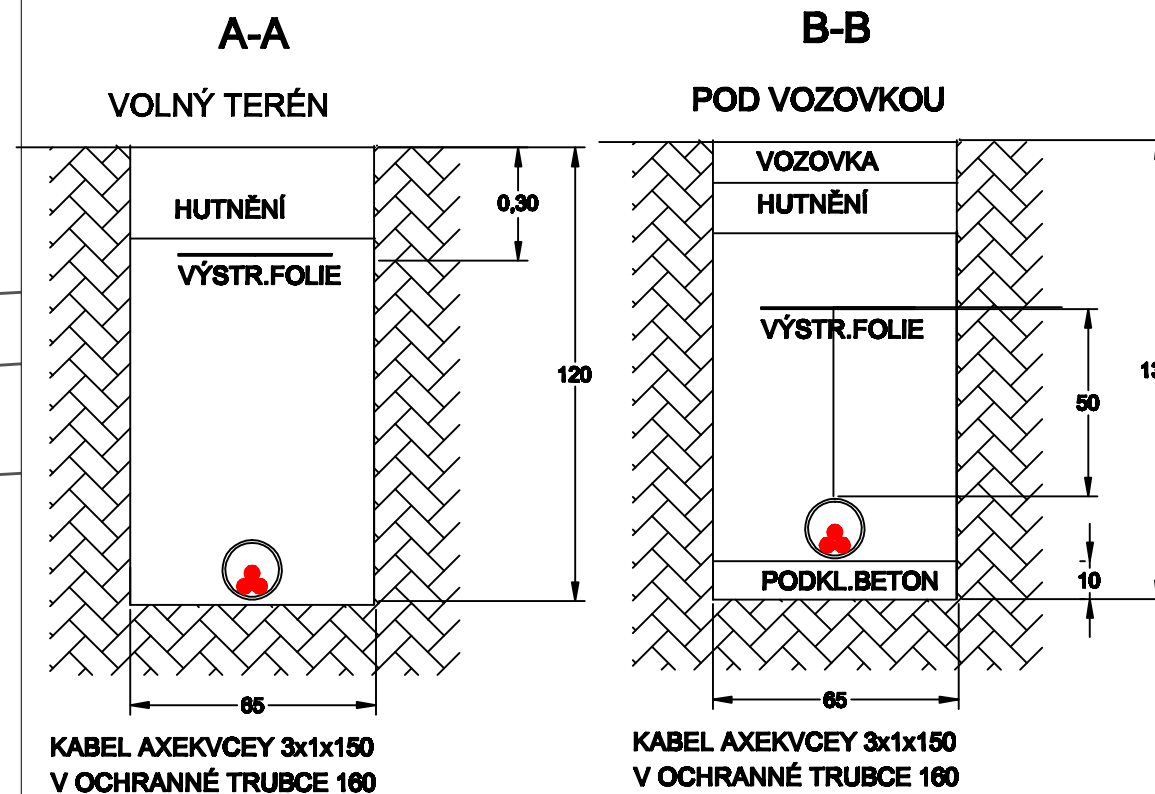 A-A
VOLNÝ TERÉN
HUTNĚNÍ
VÝSTR.FOLIE
0,30
120
65
KABEL AXEKVCEY 3x1x150
V OCHRANNÉ TRUBCE 160
B-B
POD VOZOVKOU
VOZOVKA
HUTNĚNÍ
VÝSTR.FOLIE
50
10
PODKL.BETON
65
KABEL AXEKVCEY 3x1x150
V OCHRANNÉ TRUBCE 160